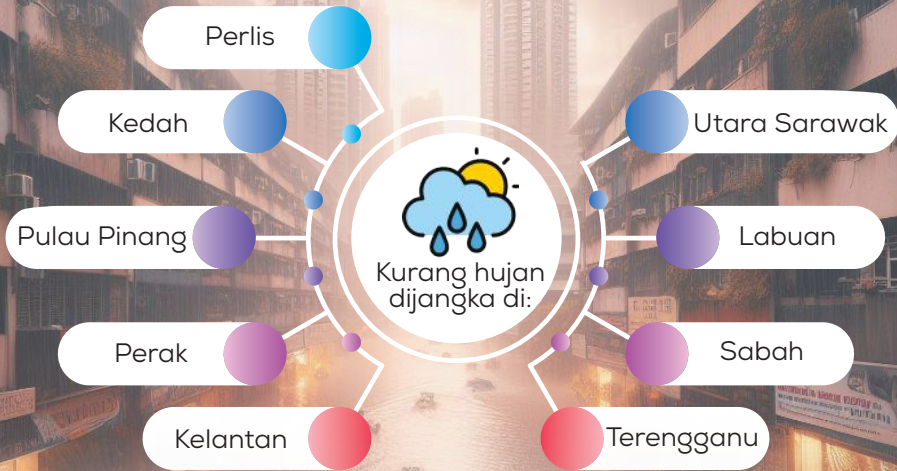 Perlis
Kedah
Pulau Pinang
Perak
Kelantan
Kurang hujan
dijangka di:
Utara Sarawak
Labuan
Sabah
Terengganu